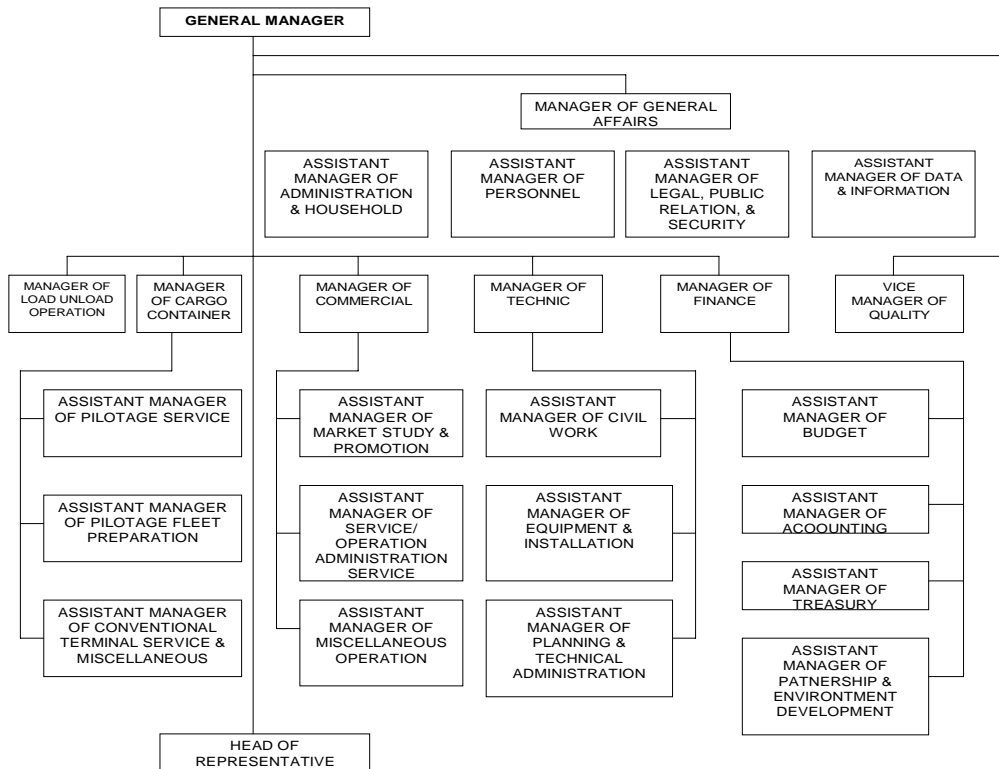 GENERAL MANAGER
MANAGER OF GENERAL
AFFAIRS
ASSISTANT
MANAGER OF
ADMINISTRATION
& HOUSEHOLD
ASSISTANT
MANAGER OF
PERSONNEL
ASSISTANT
MANAGER OF
LEGAL, PUBLIC
RELATION, &
SECURITY
ASSISTANT
MANAGER OF DATA
& INFORMATION
MANAGER OF
LOAD UNLOAD
OPERATION
MANAGER
OF CARGO
CONTAINER
MANAGER OF
COMMERCIAL
MANAGER OF
TECHNIC
MANAGER OF
FINANCE
VICE
MANAGER OF
QUALITY
ASSISTANT MANAGER
OF PILOTAGE SERVICE
ASSISTANT MANAGER
OF PILOTAGE FLEET
PREPARATION
ASSISTANT MANAGER
OF CONVENTIONAL
TERMINAL SERVICE &
MISCELLANEOUS
ASSISTANT
MANAGER OF
MARKET STUDY &
PROMOTION
ASSISTANT
MANAGER OF
SERVICE/
OPERATION
ADMINISTRATION
SERVICE
ASSISTANT
MANAGER OF
MISCELLANEOUS
OPERATION
ASSISTANT
MANAGER OF CIVIL
WORK
ASSISTANT
MANAGER OF
EQUIPMENT &
INSTALLATION
ASSISTANT
MANAGER OF
PLANNING &
TECHNICAL
ADMINISTRATION
ASSISTANT
MANAGER OF
BUDGET
ASSISTANT
MANAGER OF
ACOOUNTING
ASSISTANT
MANAGER OF
TREASURY
ASSISTANT
MANAGER OF
PATNERSHIP &
ENVIRONTMENT
DEVELOPMENT
HEAD OF
REPRESENTATIVE